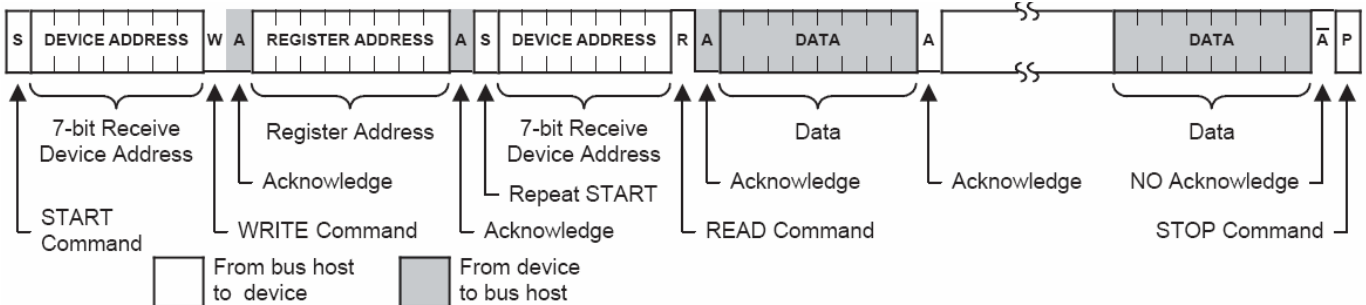 S DEVICE ADDRESS W A REGISTER ADDRESS A S DEVICE ADDRESS R A DATA A DATA A̅ P
7-bit Receive
Device Address
Register Address
7-bit Receive
Device Address
Data
Data
Acknowledge
Repeat START
Acknowledge
Acknowledge
NO Acknowledge
START
Command
WRITE Command
Acknowledge
READ Command
STOP Command
From bus host
to device
From device
to bus host